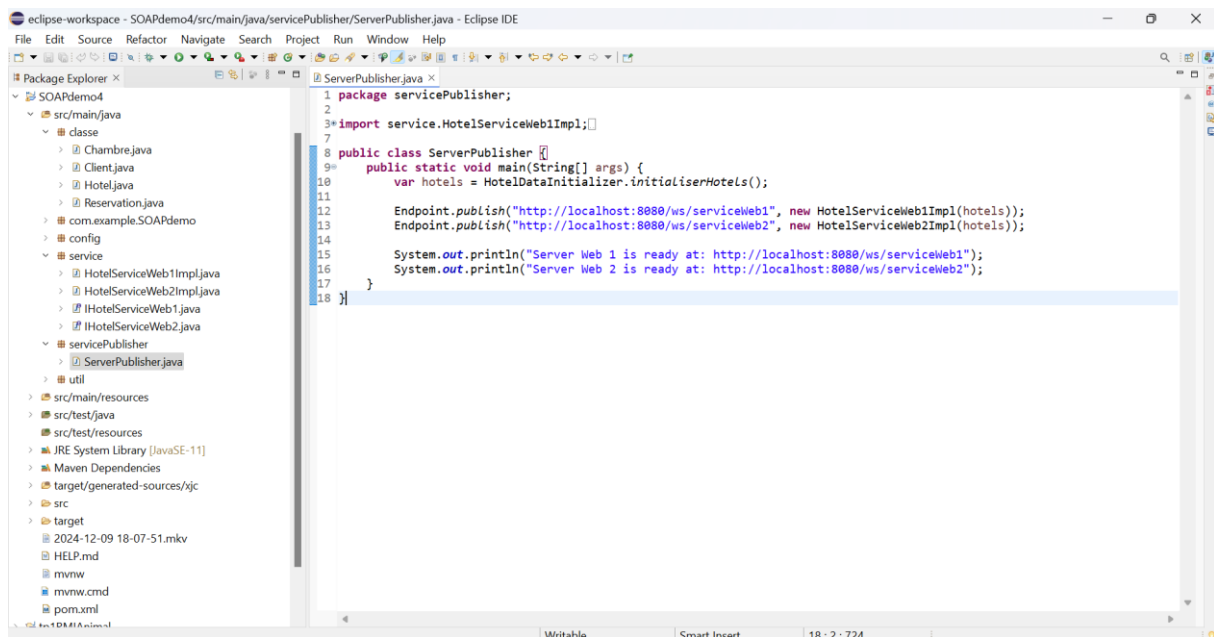 eclipse-workspace - SOAPdemo4/src/main/java/servicePublisher/ServerPublisher.java - Eclipse IDE
File Edit Source Refactor Navigate Search Project Run Window Help
Package Explorer ×
SOAPdemo4
src/main/java
classe
Chambre.java
Client.java
Hotel.java
Reservation.java
com.example.SOAPdemo
config
service
HotelServiceWeb1Impl.java
HotelServiceWeb2Impl.java
IHotelServiceWeb1.java
IHotelServiceWeb2.java
servicePublisher
ServerPublisher.java
util
src/main/resources
src/test/java
src/test/resources
JRE System Library [JavaSE-11]
Maven Dependencies
target/generated-sources/xjc
src
target
2024-12-09 18-07-51.mkv
HELP.md
mvnw
mvnw.cmd
pom.xml
tp1RMIAnimal
ServerPublisher.java ×
1 package servicePublisher;
2
3 import service.HotelServiceWeb1Impl;
7
8 public class ServerPublisher {
9 public static void main(String[] args) {
10 var hotels = HotelDataInitializer.initialiserHotels();
11
12 Endpoint.publish("http://localhost:8080/ws/serviceWeb1", new HotelServiceWeb1Impl(hotels));
13 Endpoint.publish("http://localhost:8080/ws/serviceWeb2", new HotelServiceWeb2Impl(hotels));
14
15 System.out.println("Server Web 1 is ready at: http://localhost:8080/ws/serviceWeb1");
16 System.out.println("Server Web 2 is ready at: http://localhost:8080/ws/serviceWeb2");
17 }
18 }
Writable Smart Insert 18 : 2 : 724